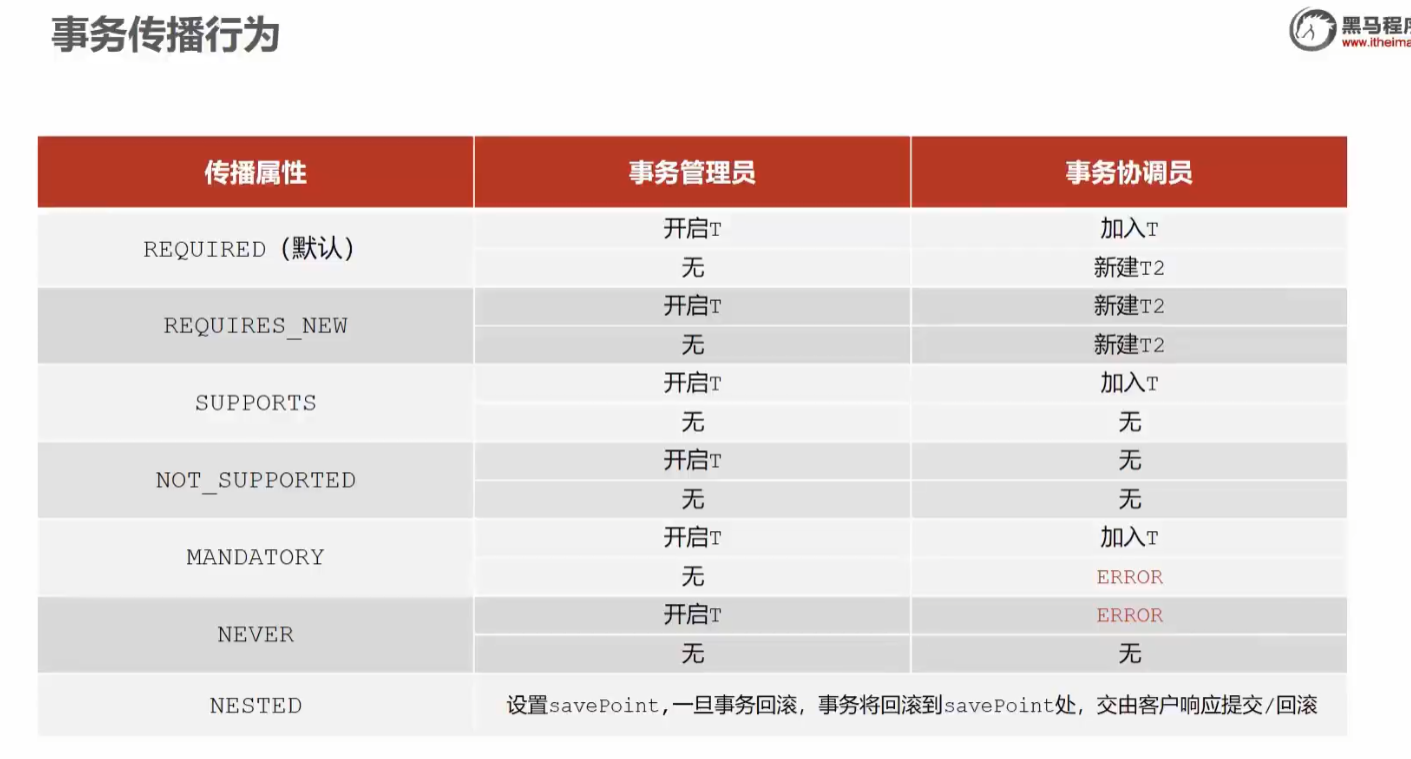 事务传播行为
黑马程序
www.itheima
传播属性 事务管理员 事务协调员
REQUIRED（默认） 开启T 加入T
无 新建T2
REQUIRES_NEW 开启T 新建T2
无 新建T2
SUPPORTS 开启T 加入T
无 无
NOT_SUPPORTED 开启T 无
无 无
MANDATORY 开启T 加入T
无 ERROR
NEVER 开启T ERROR
无 无
NESTED 设置savePoint,一旦事务回滚，事务将回滚到savePoint处，交由客户响应提交/回滚